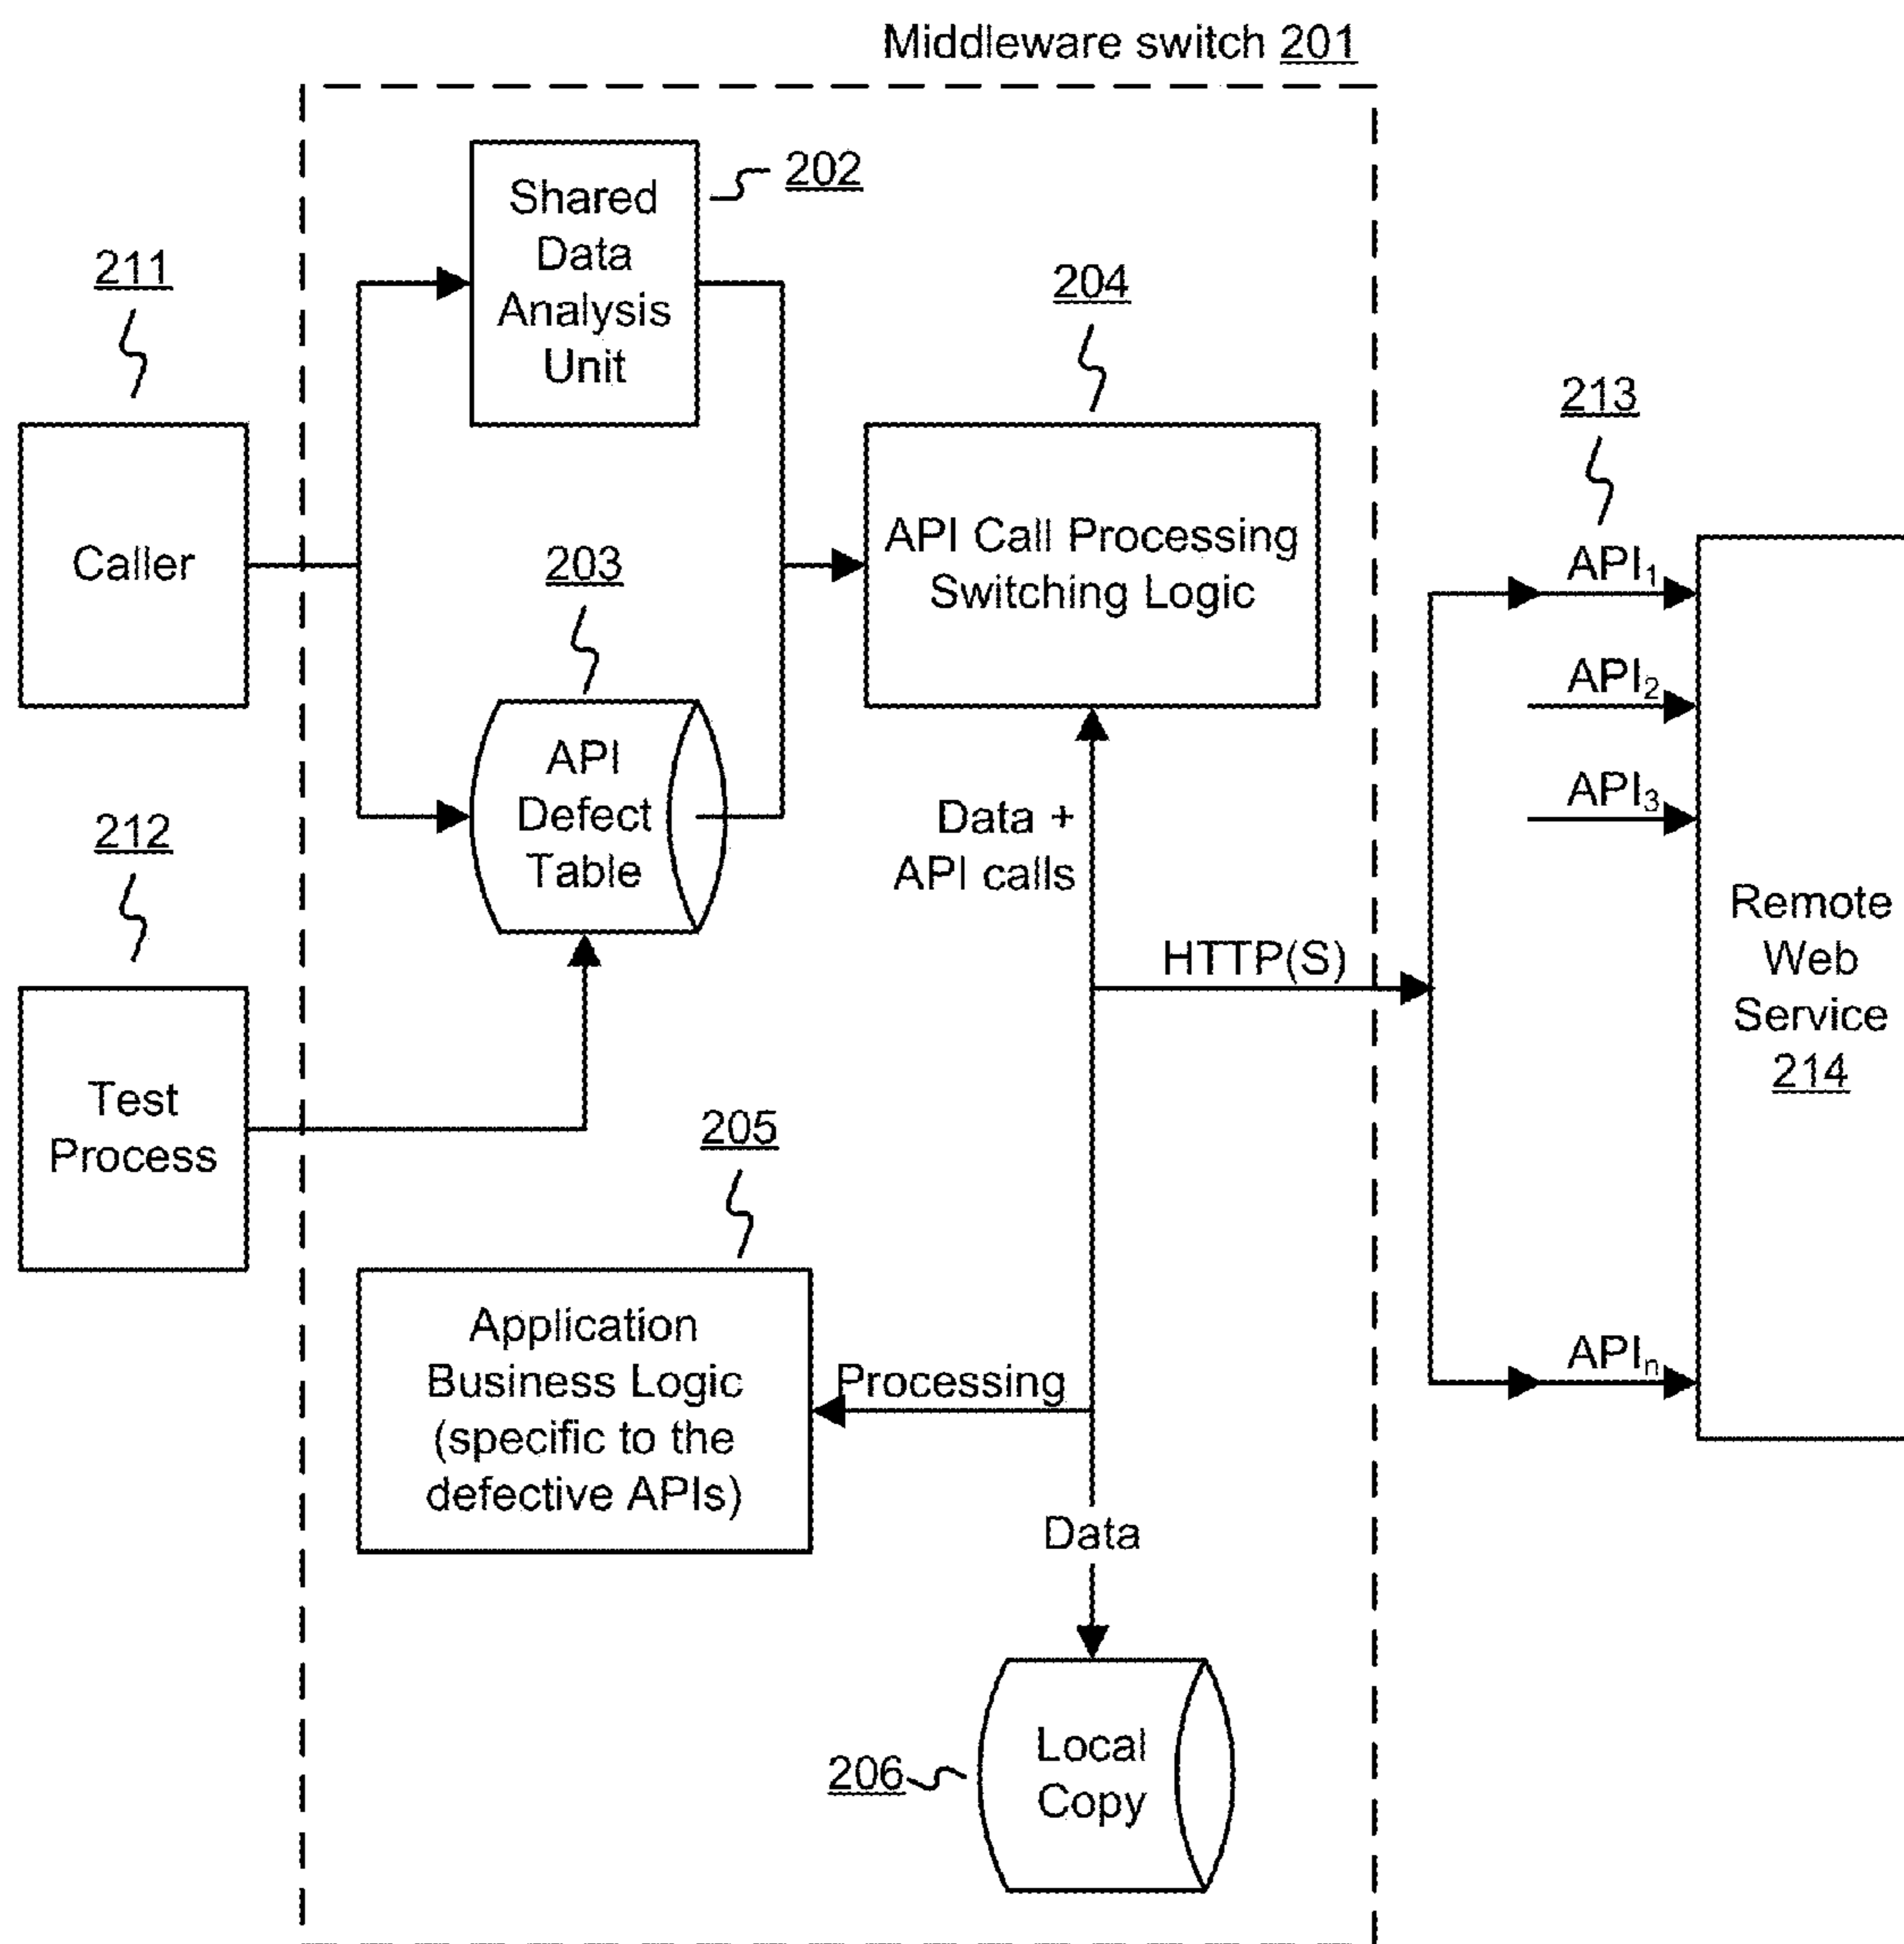 Middleware switch 201
202
Shared
Data
Analysis
Unit
211
Caller
204
API Call Processing
Switching Logic
203
API
Defect
Table
213
API₁
API₂
API₃
APIₙ
Remote
Web
Service
214
Data +
API calls
HTTP(S)
212
Test
Process
205
Application
Business Logic
(specific to the
defective APIs)
Processing
Data
206
Local
Copy